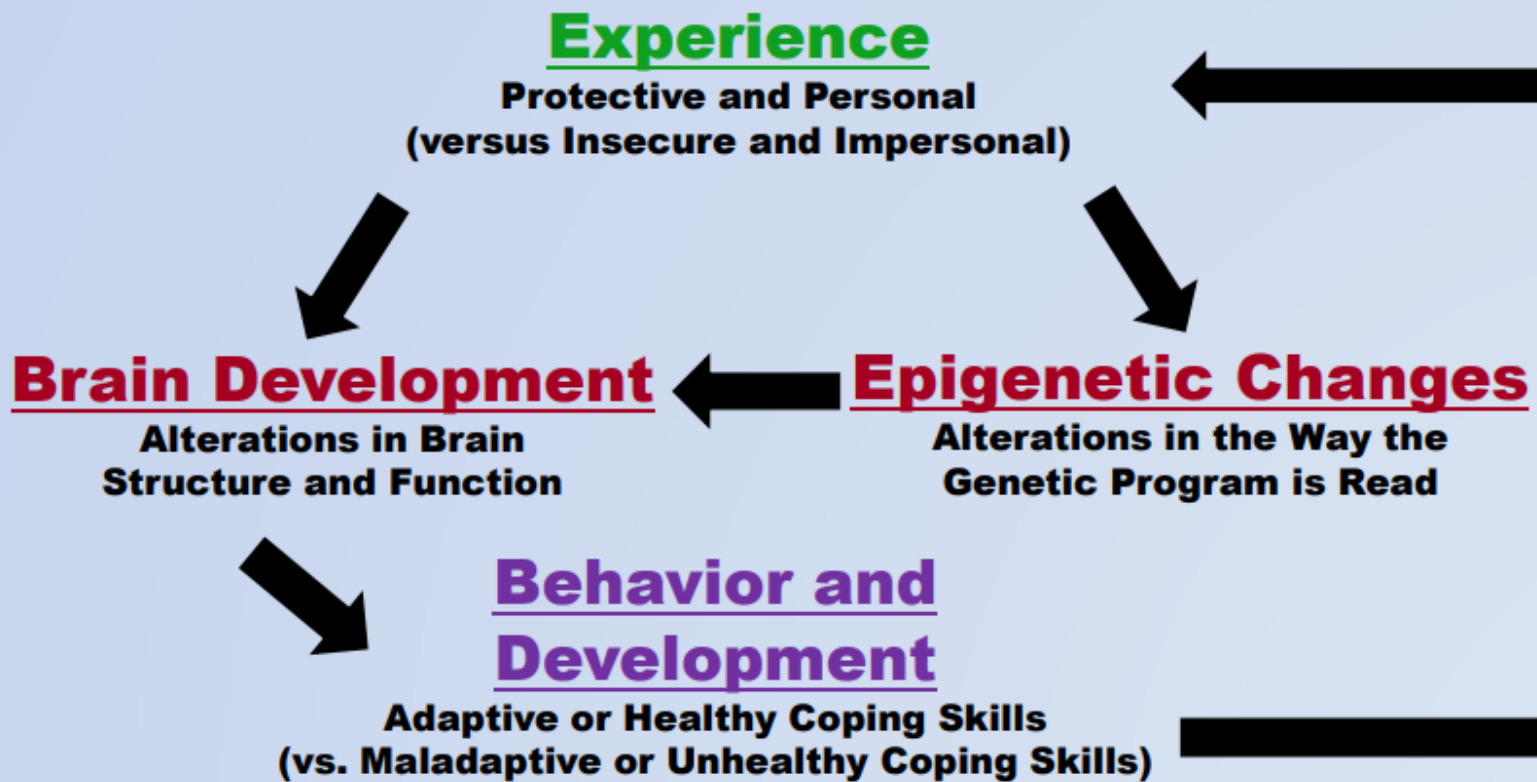 Experience
Protective and Personal
(versus Insecure and Impersonal)
Brain Development
Alterations in Brain
Structure and Function
Epigenetic Changes
Alterations in the Way the
Genetic Program is Read
Behavior and
Development
Adaptive or Healthy Coping Skills
(vs. Maladaptive or Unhealthy Coping Skills)